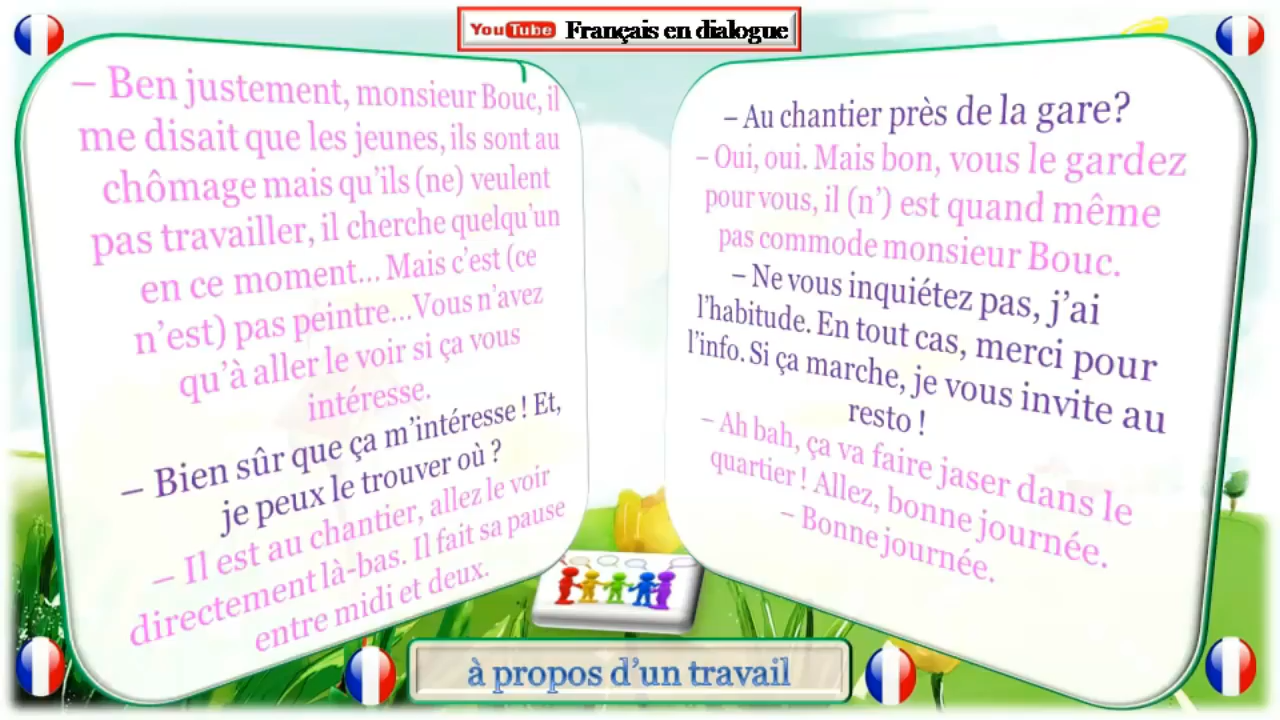 YouTube Français en dialogue
– Ben justement, monsieur Bouc, il
me disait que les jeunes, ils sont au
chômage mais qu'ils (ne) veulent
pas travailler, il cherche quelqu'un
en ce moment... Mais c'est (ce
n'est) pas peintre...Vous n'avez
qu'à aller le voir si ça vous
intéresse.
– Bien sûr que ça m'intéresse ! Et,
je peux le trouver où ?
– Il est au chantier, allez le voir
directement là-bas. Il fait sa pause
entre midi et deux.
– Au chantier près de la gare?
– Oui, oui. Mais bon, vous le gardez
pour vous, il (n') est quand même
pas commode monsieur Bouc.
– Ne vous inquiétez pas, j'ai
l'habitude. En tout cas, merci pour
l'info. Si ça marche, je vous invite au
resto !
– Ah bah, ça va faire jaser dans le
quartier ! Allez, bonne journée.
– Bonne journée.
à propos d'un travail